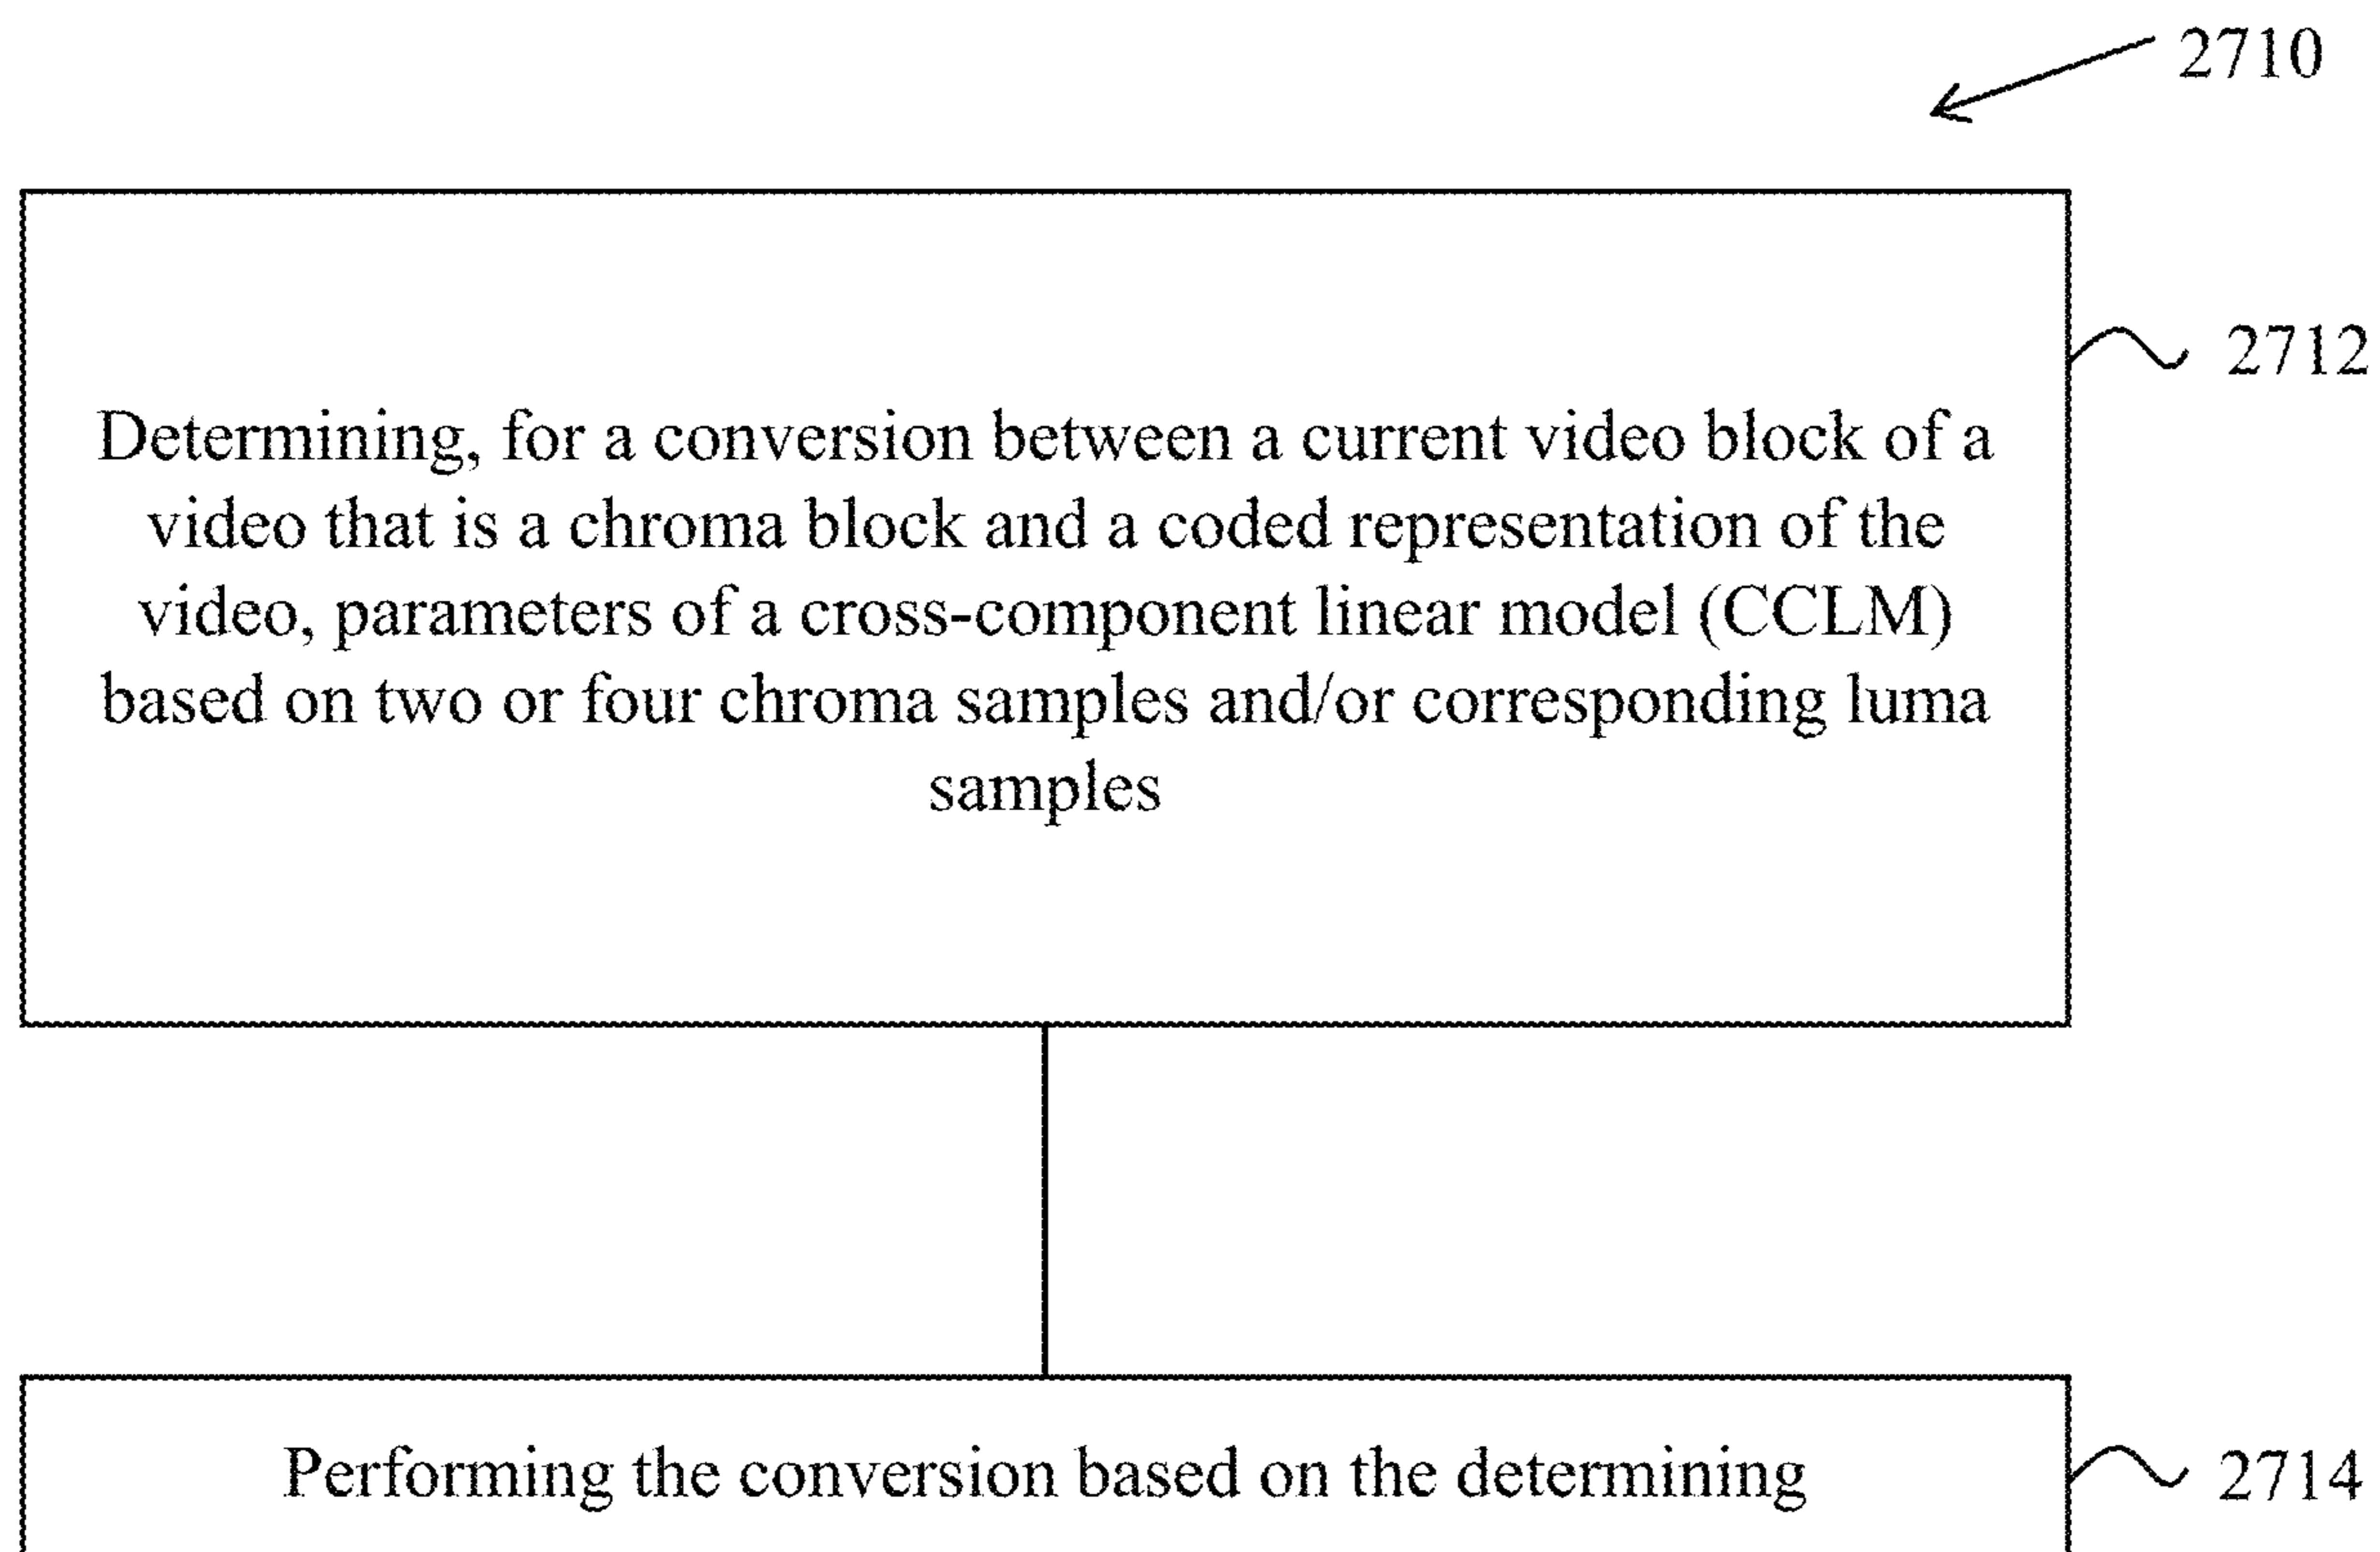 2710
2712
Determining, for a conversion between a current video block of a
video that is a chroma block and a coded representation of the
video, parameters of a cross-component linear model (CCLM)
based on two or four chroma samples and/or corresponding luma
samples
Performing the conversion based on the determining
2714